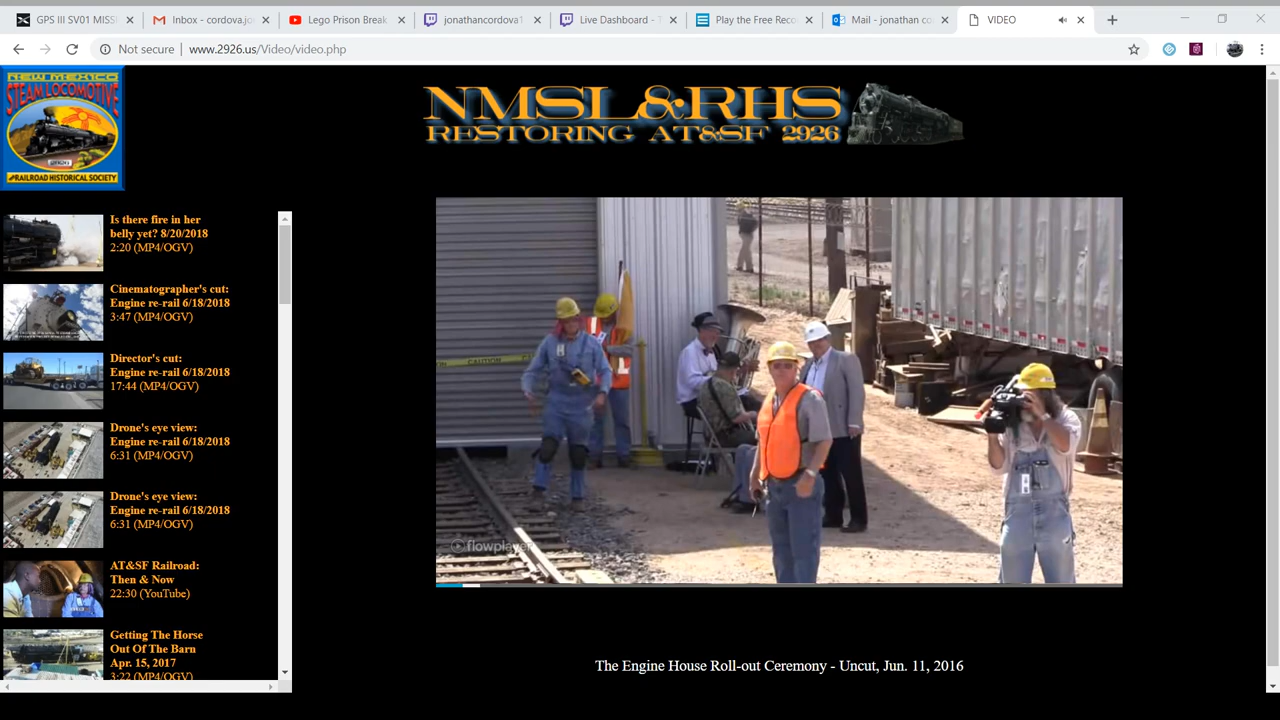 GPS III SV01 MISS
Inbox - cordova.jo
Lego Prison Break
jonathancordova1
Live Dashboard - T
Play the Free Reco
Mail - jonathan co
VIDEO
Not secure | www.2926.us/Video/video.php
NEW MEXICO
STEAM LOCOMOTIVE
RAILROAD HISTORICAL SOCIETY
NMSL&RHS
RESTORING AT&SF 2926
Is there fire in her
belly yet? 8/20/2018
2:20 (MP4/OGV)
Cinematographer's cut:
Engine re-rail 6/18/2018
3:47 (MP4/OGV)
Director's cut:
Engine re-rail 6/18/2018
17:44 (MP4/OGV)
Drone's eye view:
Engine re-rail 6/18/2018
6:31 (MP4/OGV)
Drone's eye view:
Engine re-rail 6/18/2018
6:31 (MP4/OGV)
AT&SF Railroad:
Then & Now
22:30 (YouTube)
Getting The Horse
Out Of The Barn
Apr. 15, 2017
3:22 (MP4/OGV)
CAUTION
flowplayer
The Engine House Roll-out Ceremony - Uncut, Jun. 11, 2016